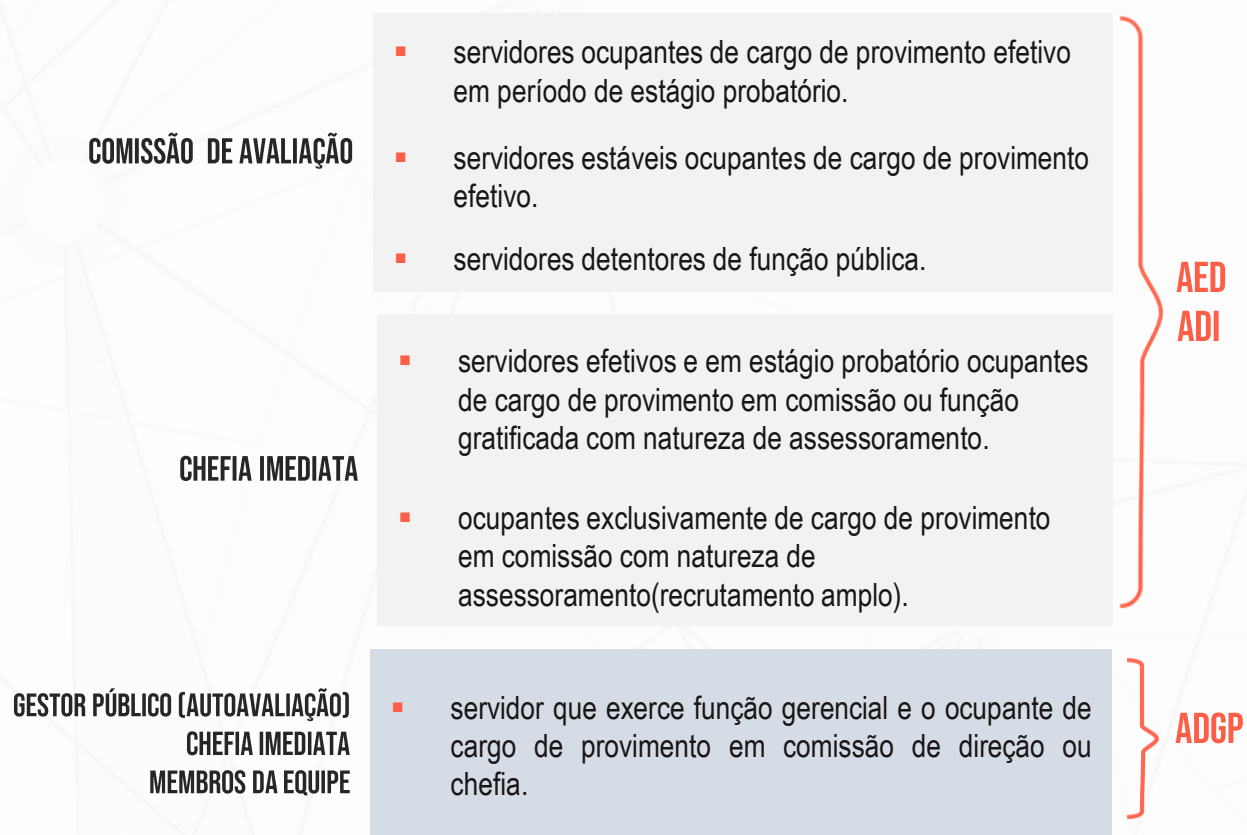 COMISSÃO DE AVALIAÇÃO
▪ servidores ocupantes de cargo de provimento efetivo
em período de estágio probatório.
▪ servidores estáveis ocupantes de cargo de provimento
efetivo.
▪ servidores detentores de função pública.
CHEFIA IMEDIATA
▪ servidores efetivos e em estágio probatório ocupantes
de cargo de provimento em comissão ou função
gratificada com natureza de assessoramento.
▪ ocupantes exclusivamente de cargo de provimento
em comissão com natureza de
assessoramento(recrutamento amplo).
AED
ADI
GESTOR PÚBLICO (AUTOAVALIAÇÃO)
CHEFIA IMEDIATA
MEMBROS DA EQUIPE
▪ servidor que exerce função gerencial e o ocupante de
cargo de provimento em comissão de direção ou
chefia.
ADGP